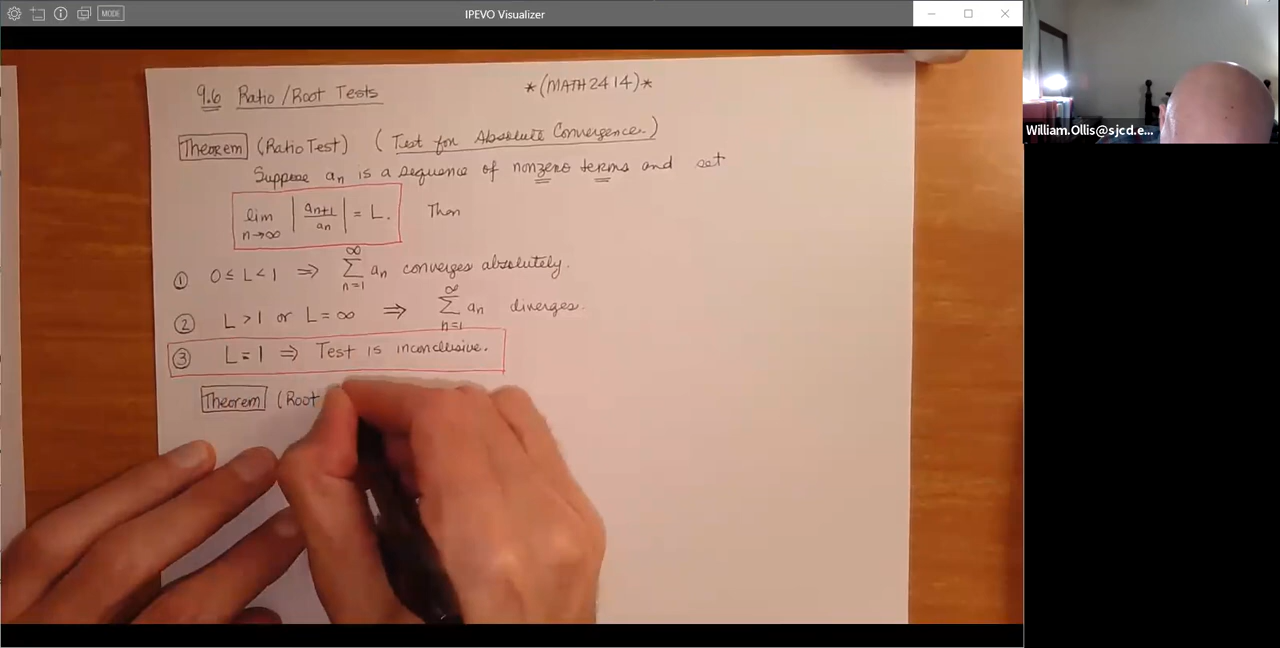 IPEVO Visualizer
MODE
William.Ollis@sjcd.e...
9.6 Ratio/Root Tests *(MATH 2414)*
Theorem (Ratio Test) (Test for Absolute Convergence)
Suppose an is a sequence of nonzero terms and set
lim n→∞ |an+1/an| = L. Then
① 0 ≤ L < 1 ⇒ ∞∑n=1 an converges absolutely.
② L > 1 or L = ∞ ⇒ ∞∑n=1 an diverges.
③ L = 1 ⇒ Test is inconclusive.
Theorem (Root